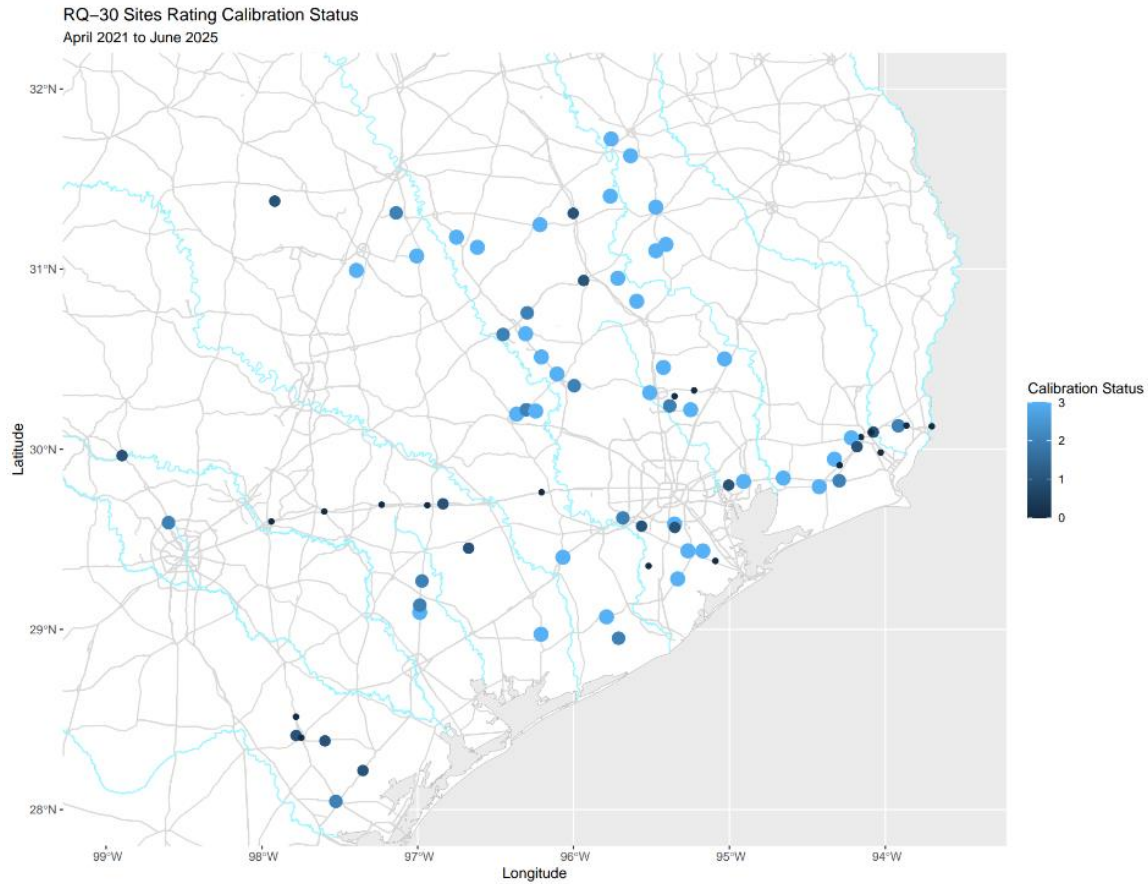 RQ−30 Sites Rating Calibration Status
April 2021 to June 2025
32°N
31°N
30°N
29°N
28°N
Latitude
99°W
98°W
97°W
96°W
95°W
94°W
Longitude
Calibration Status
3
2
1
0